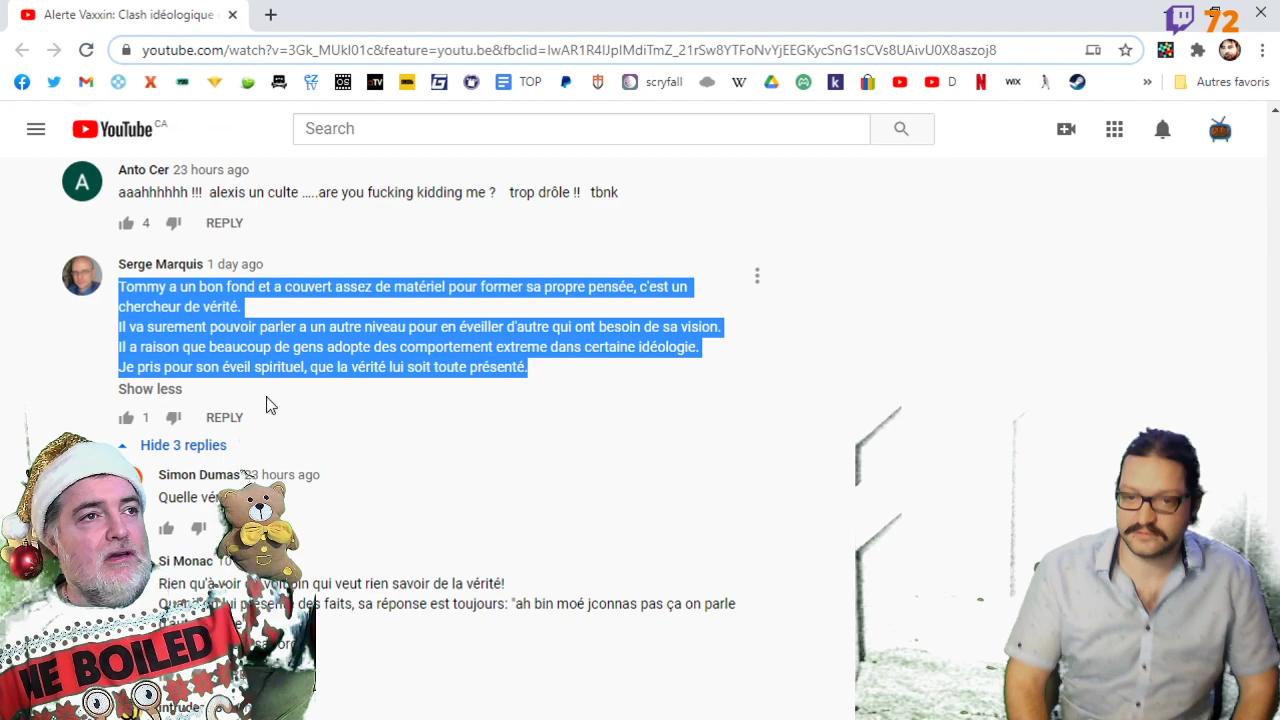 Alerte Vaxxin: Clash idéologique
72
youtube.com/watch?v=3Gk_MUkI01c&feature=youtu.be&fbclid=IwAR1R4IJpIMdiTmZ_21rSw8YTFoNvYjEEGKycSnG1sCVs8UAivU0X8aszoj8
TOP
scryfall
D
WIX
Autres favoris
YouTube CA
Search
Anto Cer 23 hours ago
aaahhhhhh !!! alexis un culte .....are you fucking kidding me ? trop drôle !! tbnk
4 REPLY
Serge Marquis 1 day ago
Tommy a un bon fond et a couvert assez de matériel pour former sa propre pensée, c'est un
chercheur de vérité.
Il va surement pouvoir parler a un autre niveau pour en éveiller d'autre qui ont besoin de sa vision.
Il a raison que beaucoup de gens adopte des comportement extreme dans certaine idéologie.
Je pris pour son éveil spirituel, que la vérité lui soit toute présenté.
Show less
1 REPLY
Hide 3 replies
Simon Dumas 23 hours ago
Quelle
Si Monac
Rien qu'à voir qui veut rien savoir de la vérité!
des faits, sa réponse est toujours: "ah bin moé jconnas pas ça on parle
BOILED